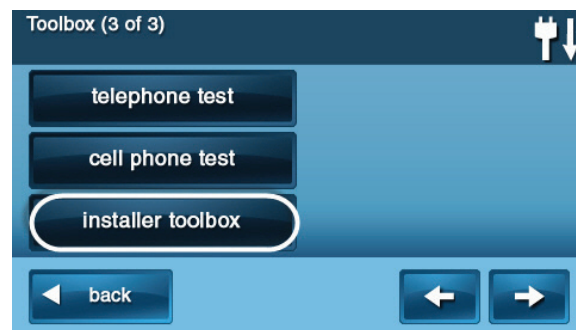 Toolbox (3 of 3)
telephone test
cell phone test
installer toolbox
back